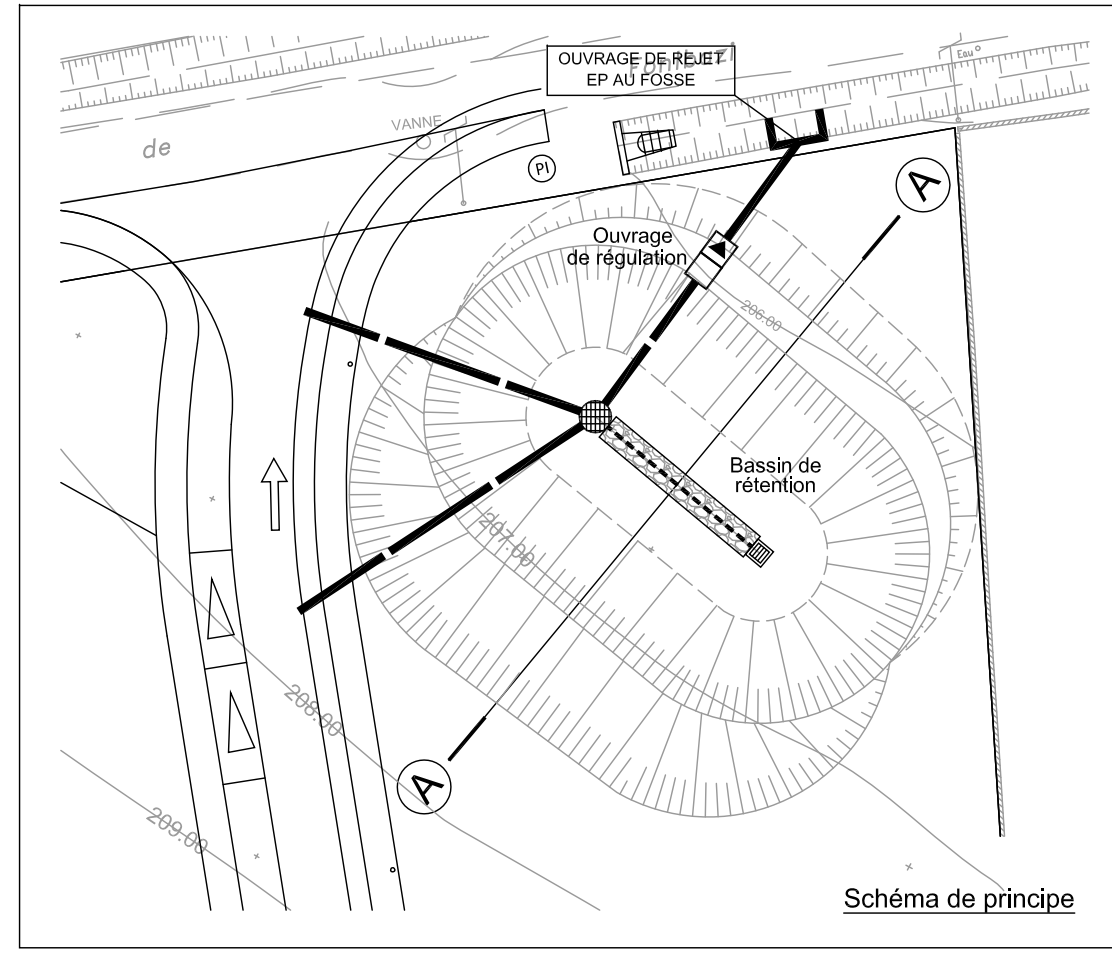 OUVRAGE DE REJET
EP AU FOSSE
Eau
VANNE
de
PI
A
Ouvrage
de régulation
206.00
Bassin de
rétention
207.00
208.00
A
209.00
Schéma de principe